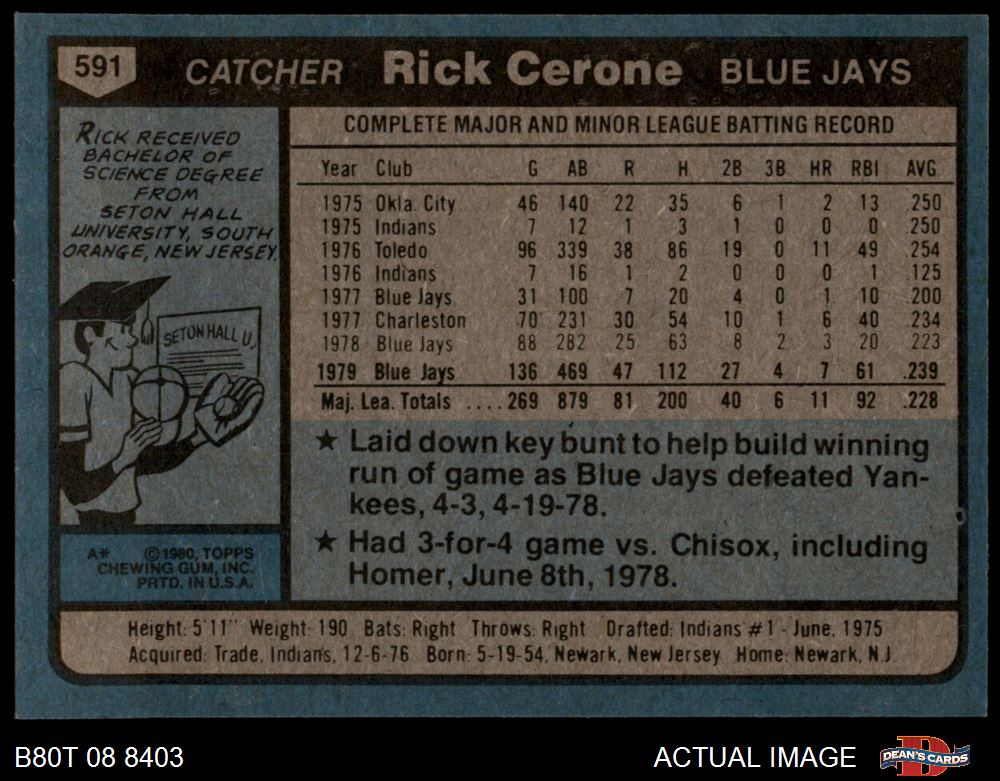 591 CATCHER Rick Cerone BLUE JAYS
RICK RECEIVED
BACHELOR OF
SCIENCE DEGREE
FROM
SETON HALL
UNIVERSITY, SOUTH
ORANGE, NEW JERSEY.
SETON HALL U.
A* © 1980, TOPPS
CHEWING GUM, INC.
PRTD. IN U.S.A.
COMPLETE MAJOR AND MINOR LEAGUE BATTING RECORD
Year Club G AB R H 2B 3B HR RBI AVG.
1975 Okla. City 46 140 22 35 6 1 2 13 .250
1975 Indians 7 12 1 3 1 0 0 0 .250
1976 Toledo 96 339 38 86 19 0 11 49 .254
1976 Indians 7 16 1 2 0 0 0 1 .125
1977 Blue Jays 31 100 7 20 4 0 1 10 .200
1977 Charleston 70 231 30 54 10 1 6 40 .234
1978 Blue Jays 88 282 25 63 8 2 3 20 .223
1979 Blue Jays 136 469 47 112 27 4 7 61 .239
Maj. Lea. Totals ....269 879 81 200 40 6 11 92 .228
★ Laid down key bunt to help build winning
run of game as Blue Jays defeated Yan-
kees, 4-3, 4-19-78.
★ Had 3-for-4 game vs. Chisox, including
Homer, June 8th, 1978.
Height: 5'11" Weight: 190 Bats: Right Throws: Right Drafted: Indians #1 - June, 1975
Acquired: Trade, Indians, 12-6-76 Born: 5-19-54, Newark, New Jersey Home: Newark, N.J.
B80T 08 8403
ACTUAL IMAGE
D
DEAN'S CARDS